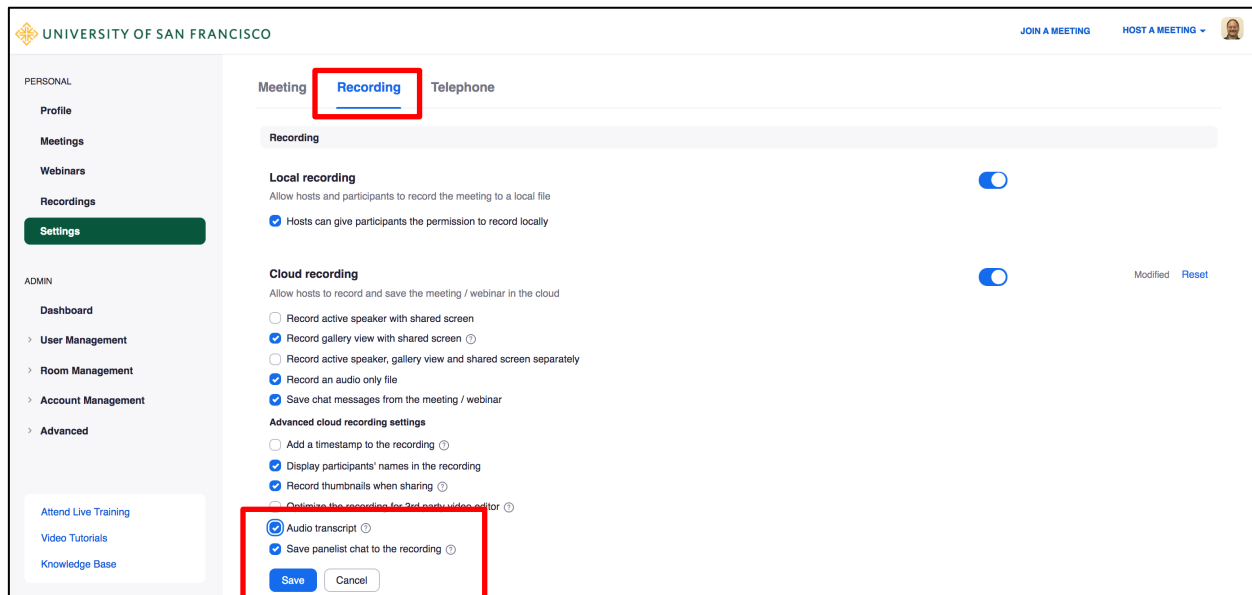 UNIVERSITY OF SAN FRANCISCO
JOIN A MEETING
HOST A MEETING
PERSONAL
Profile
Meetings
Webinars
Recordings
Settings
ADMIN
Dashboard
User Management
Room Management
Account Management
Advanced
Attend Live Training
Video Tutorials
Knowledge Base
Meeting Recording Telephone
Recording
Local recording
Allow hosts and participants to record the meeting to a local file
Hosts can give participants the permission to record locally
Cloud recording
Modified Reset
Allow hosts to record and save the meeting / webinar in the cloud
Record active speaker with shared screen
Record gallery view with shared screen
Record active speaker, gallery view and shared screen separately
Record an audio only file
Save chat messages from the meeting / webinar
Advanced cloud recording settings
Add a timestamp to the recording
Display participants' names in the recording
Record thumbnails when sharing
Optimize the recording for 3rd party video editor
Audio transcript
Save panelist chat to the recording
Save Cancel